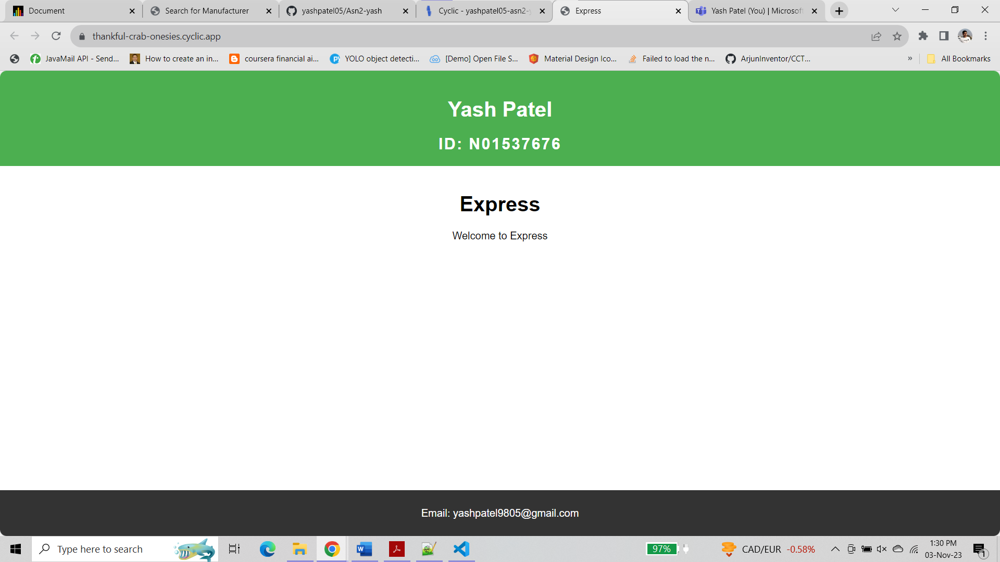 Document
Search for Manufacturer
yashpatel05/Asn2-yash
Cyclic - yashpatel05-asn2-y
Express
Yash Patel (You) | Microsoft
thankful-crab-onesies.cyclic.app
JavaMail API - Send...
How to create an in...
coursera financial ai...
YOLO object detecti...
[Demo] Open File S...
Material Design Ico...
Failed to load the n...
ArjunInventor/CCT...
»
All Bookmarks
Yash Patel
ID: N01537676
Express
Welcome to Express
Email: yashpatel9805@gmail.com
Type here to search
97%
CAD/EUR -0.58%
1:30 PM
03-Nov-23
1